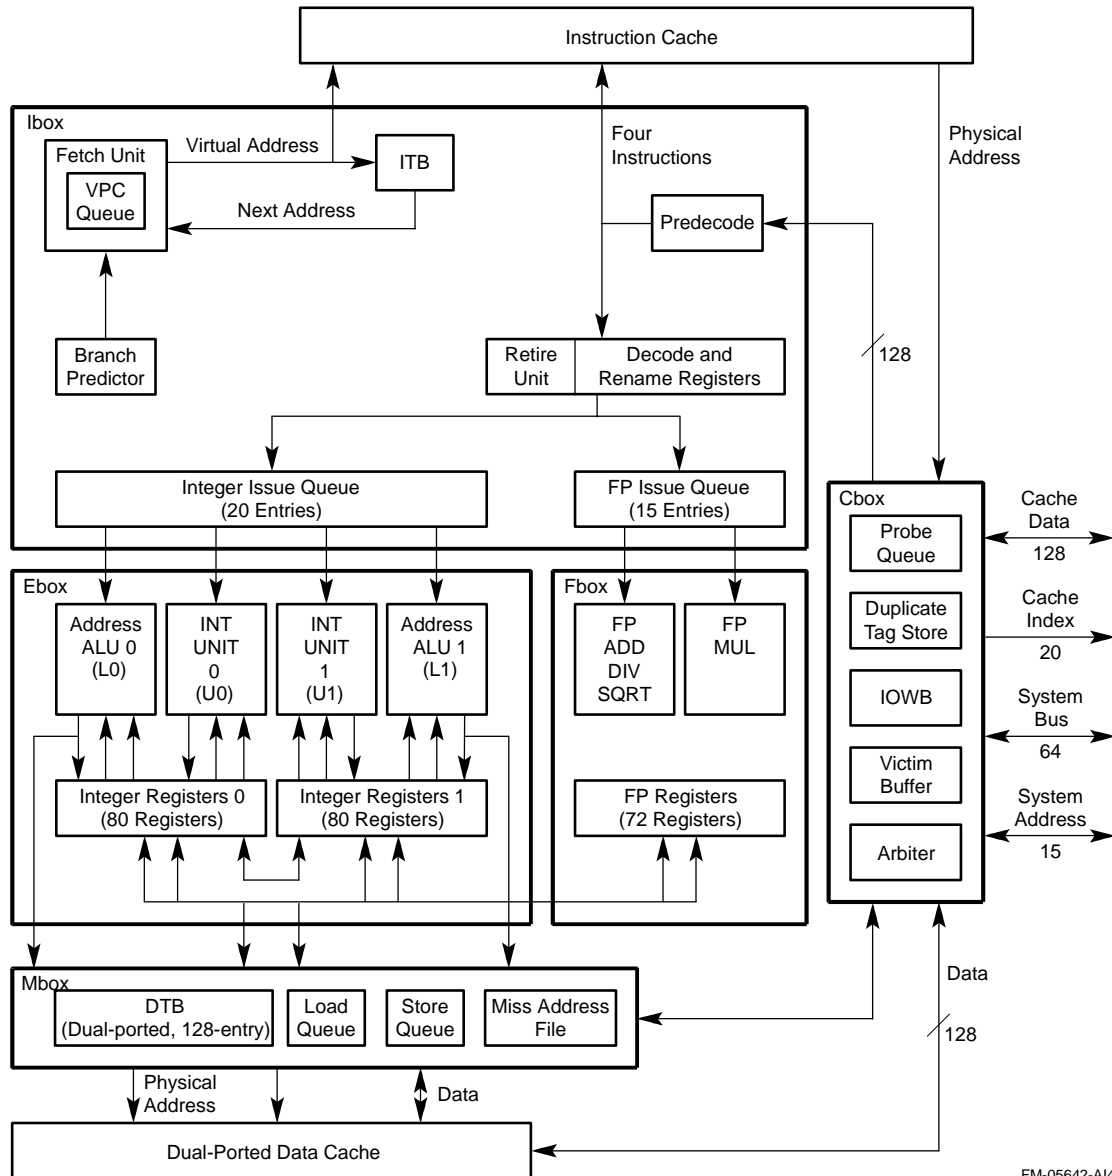 Instruction Cache
Ibox
Fetch Unit
VPC
Queue
Virtual Address
ITB
Next Address
Four
Instructions
Physical
Address
Predecode
Branch
Predictor
Retire
Unit
Decode and
Rename Registers
128
Integer Issue Queue
(20 Entries)
FP Issue Queue
(15 Entries)
Cbox
Probe
Queue
Duplicate
Tag Store
IOWB
Victim
Buffer
Arbiter
Cache
Data
128
Cache
Index
20
System
Bus
64
System
Address
15
Ebox
Address
ALU 0
(L0)
INT
UNIT
0
(U0)
INT
UNIT
1
(U1)
Address
ALU 1
(L1)
Integer Registers 0
(80 Registers)
Integer Registers 1
(80 Registers)
Fbox
FP
ADD
DIV
SQRT
FP
MUL
FP Registers
(72 Registers)
Mbox
DTB
(Dual-ported, 128-entry)
Load
Queue
Store
Queue
Miss Address
File
Data
128
Physical
Address
Data
Dual-Ported Data Cache
FM-05642-AI4